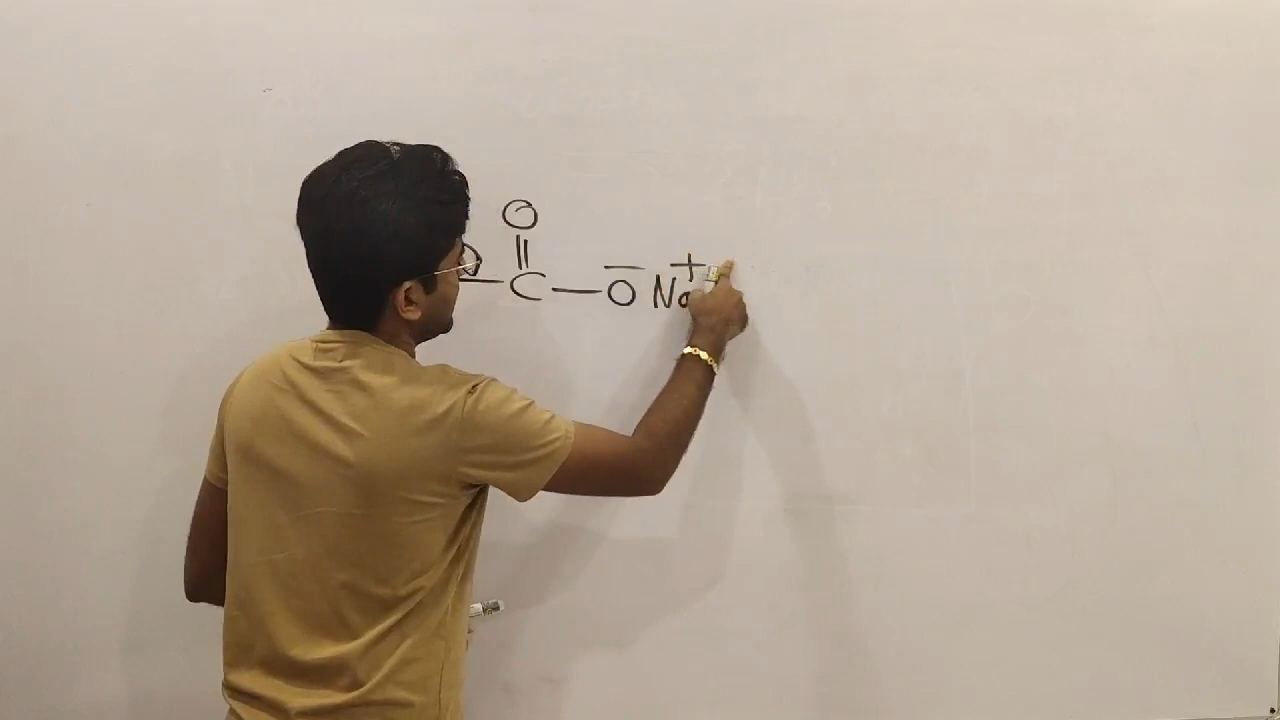 O
||
— C — O⁻ Na⁺